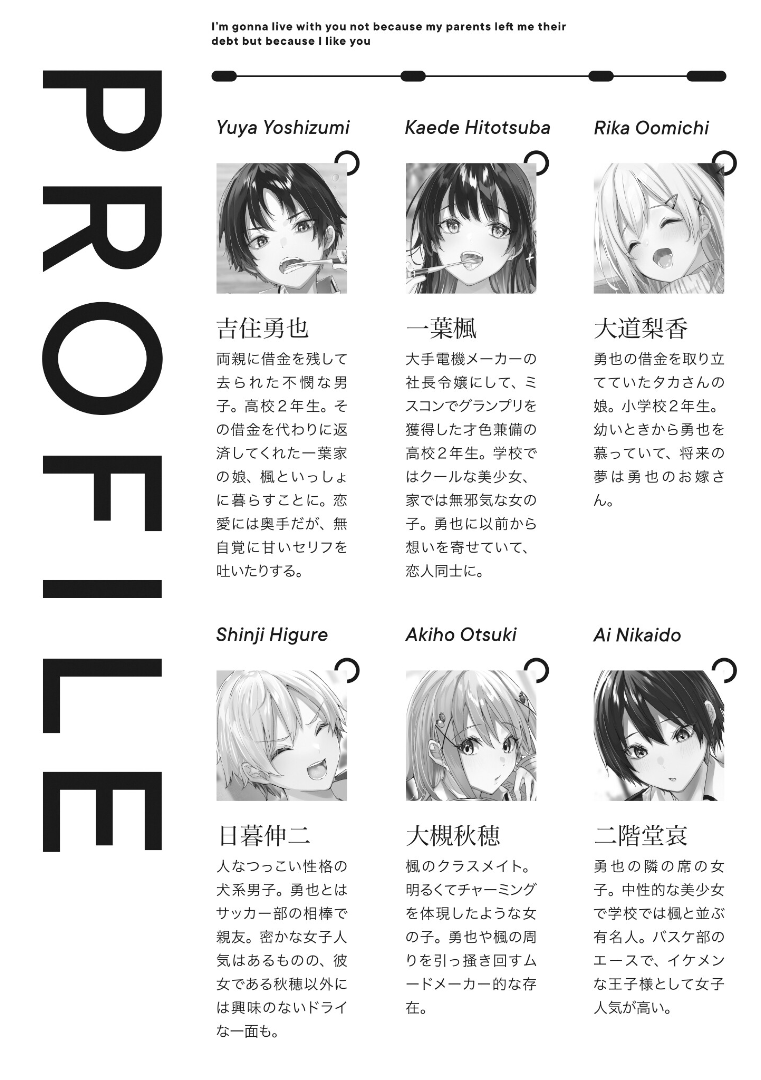 I'm gonna live with you not because my parents left me their
debt but because I like you
PROFILE
Yuya Yoshizumi
吉住勇也
両親に借金を残して
去られた不憫な男
子。高校2年生。そ
の借金を代わりに返
済してくれた一葉家
の娘、楓といっしょ
に暮らすことに。恋
愛には奥手だが、無
自覚に甘いセリフを
吐いたりする。
Kaede Hitotsuba
一葉楓
大手電機メーカーの
社長令嬢にして、ミ
スコンでグランプリを
獲得した才色兼備の
高校2年生。学校で
はクールな美少女、
家では無邪気な女の
子。勇也に以前から
想いを寄せていて、
恋人同士に。
Rika Oomichi
大道梨香
勇也の借金を取り立
てていたタカさんの
娘。小学校2年生。
幼いときから勇也を
慕っていて、将来の
夢は勇也のお嫁さ
ん。
Shinji Higure
日暮伸二
人なつっこい性格の
犬系男子。勇也とは
サッカー部の相棒で
親友。密かな女子人
気はあるものの、彼
女である秋穂以外に
は興味のないドライ
な一面も。
Akiho Otsuki
大槻秋穂
楓のクラスメイト。
明るくてチャーミング
を体現したような女
の子。勇也や楓の周
りを引っ掻き回すム
ードメーカー的な存
在。
Ai Nikaido
二階堂哀
勇也の隣の席の女
子。中性的な美少女
で学校では楓と並ぶ
有名人。バスケ部の
エースで、イケメン
な王子様として女子
人気が高い。